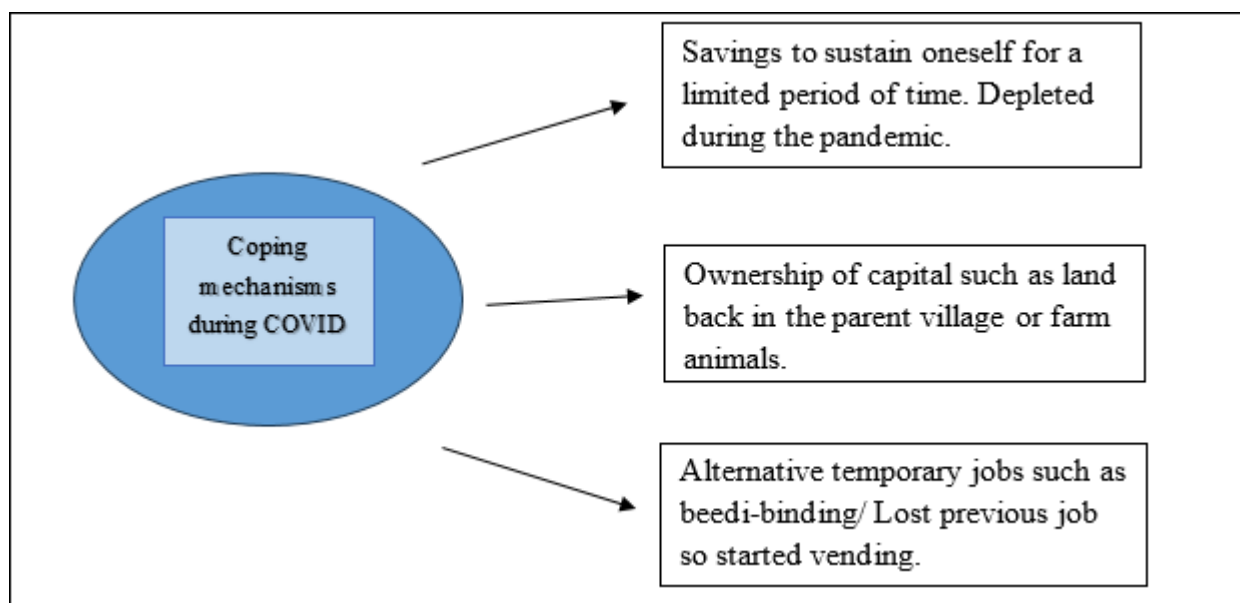 Savings to sustain oneself for a
limited period of time. Depleted
during the pandemic.
Coping
mechanisms
during COVID
Ownership of capital such as land
back in the parent village or farm
animals.
Alternative temporary jobs such as
beedi-binding/ Lost previous job
so started vending.